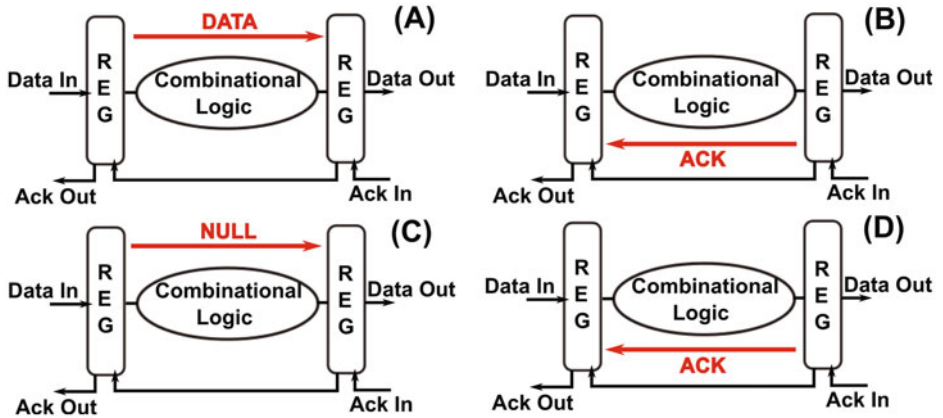 DATA
(A)
Data In
R
E
G
Combinational
Logic
R
E
G
Data Out
Ack Out
Ack In
(B)
Data In
R
E
G
Combinational
Logic
R
E
G
Data Out
ACK
Ack Out
Ack In
NULL
(C)
Data In
R
E
G
Combinational
Logic
R
E
G
Data Out
Ack Out
Ack In
(D)
Data In
R
E
G
Combinational
Logic
R
E
G
Data Out
ACK
Ack Out
Ack In